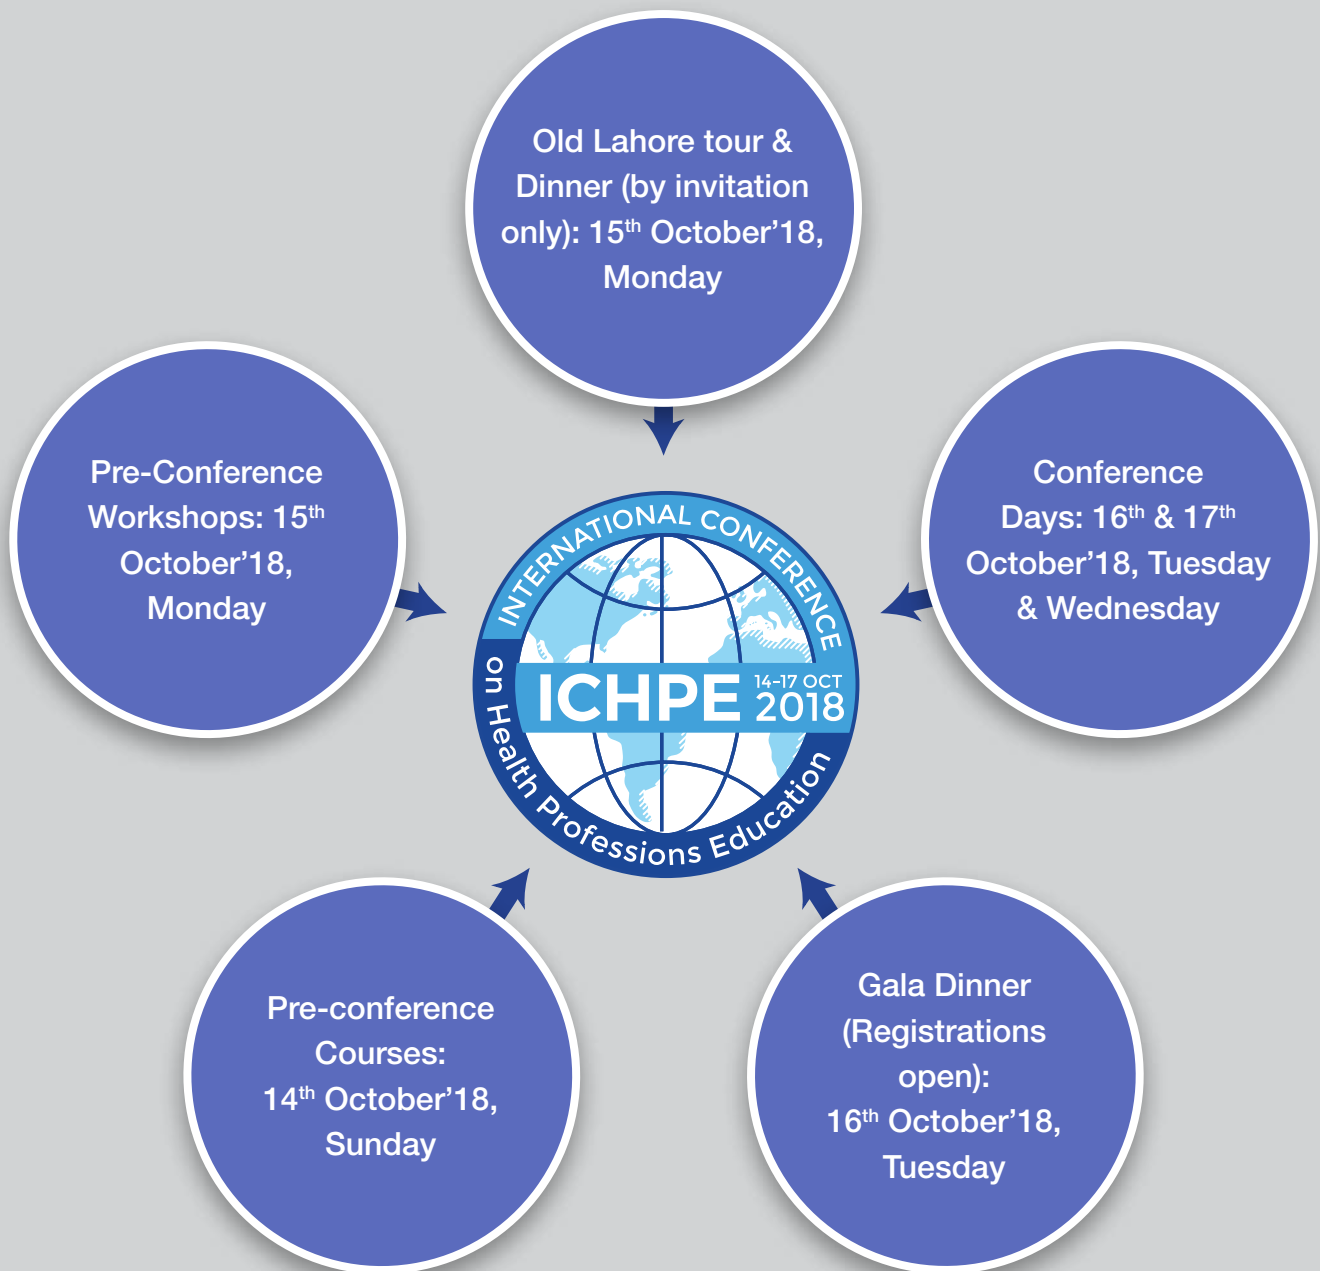 Old Lahore tour &
Dinner (by invitation
only): 15th October’18,
Monday
Pre-Conference
Workshops: 15th
October’18,
Monday
Conference
Days: 16th & 17th
October’18, Tuesday
& Wednesday
INTERNATIONAL CONFERENCE
ICHPE 14-17 OCT
2018
on Health Professions Education
Pre-conference
Courses:
14th October’18,
Sunday
Gala Dinner
(Registrations
open):
16th October’18,
Tuesday